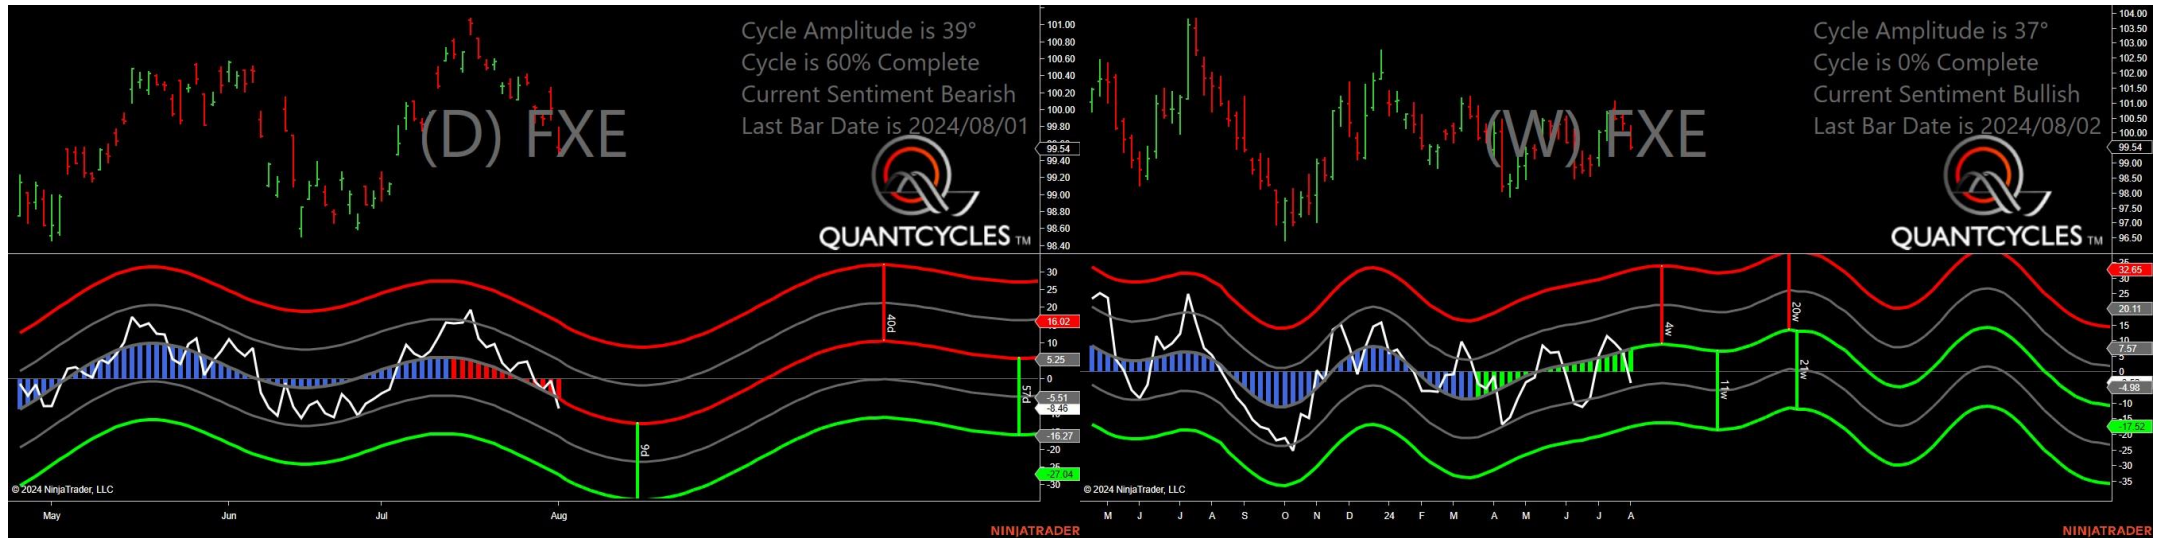 Cycle Amplitude is 39°
Cycle is 60% Complete
Current Sentiment Bearish
Last Bar Date is 2024/08/01
(D) FXE
QUANTCYCLES TM
101.00
100.80
100.60
100.40
100.20
100.00
99.80
99.54
99.40
99.20
99.00
98.80
98.60
98.40
30
25
20
16.02
10
5.25
0
-5.51
-8.46
-16.27
-20
-27.04
-30
40d
57d
9d
© 2024 NinjaTrader, LLC
May Jun Jul Aug
NINJATRADER
Cycle Amplitude is 37°
Cycle is 0% Complete
Current Sentiment Bullish
Last Bar Date is 2024/08/02
(W) FXE
QUANTCYCLES TM
104.00
103.50
103.00
102.50
102.00
101.50
101.00
100.50
100.00
99.54
99.00
98.50
98.00
97.50
97.00
96.50
32.65
30
25
20.11
15
10
7.57
5
0
-4.98
-10
-17.52
-20
-25
-30
-35
4w
20w
11w
21w
© 2024 NinjaTrader, LLC
M J J A S O N D 24 F M A M J J A
NINJATRADER